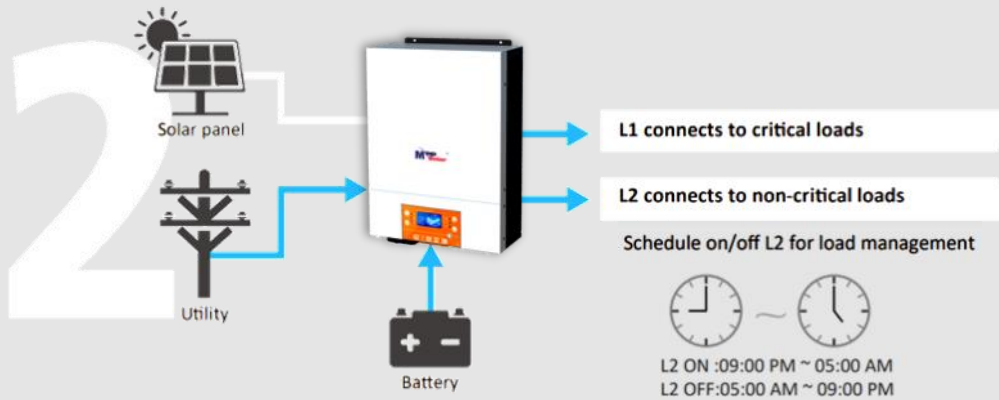 2
Solar panel
L1 connects to critical loads
L2 connects to non-critical loads
Schedule on/off L2 for load management
Utility
Battery
L2 ON :09:00 PM ~ 05:00 AM
L2 OFF:05:00 AM ~ 09:00 PM